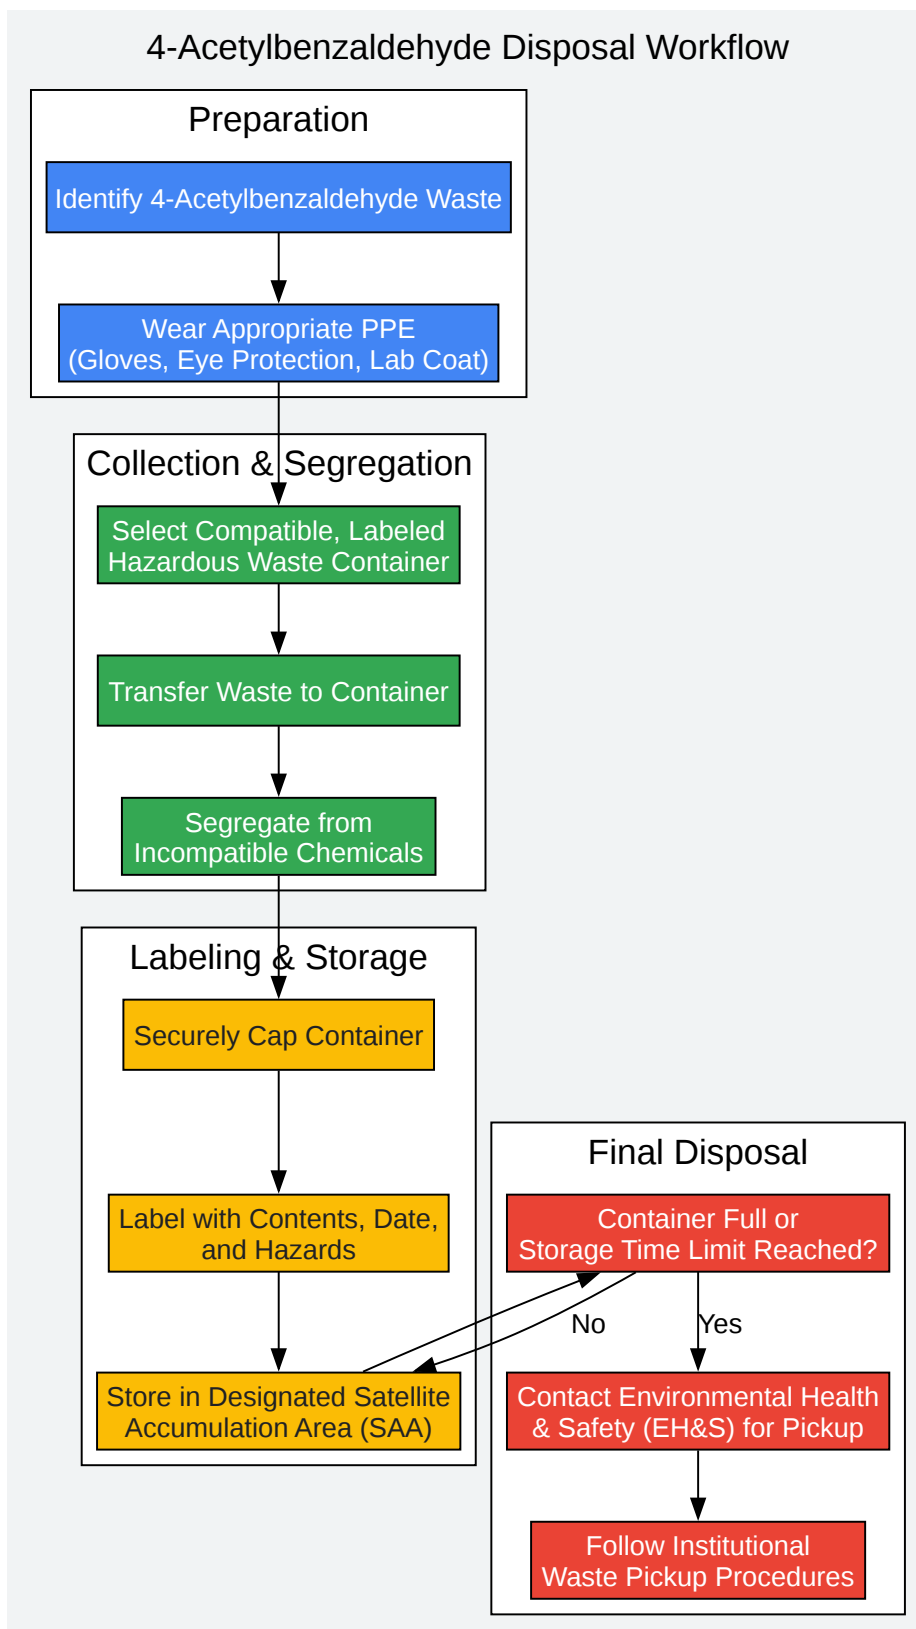 4-Acetylbenzaldehyde Disposal Workflow
Preparation
Identify 4-Acetylbenzaldehyde Waste
Wear Appropriate PPE
(Gloves, Eye Protection, Lab Coat)
Collection & Segregation
Select Compatible, Labeled
Hazardous Waste Container
Transfer Waste to Container
Segregate from
Incompatible Chemicals
Labeling & Storage
Securely Cap Container
Label with Contents, Date,
and Hazards
Store in Designated Satellite
Accumulation Area (SAA)
Final Disposal
Container Full or
Storage Time Limit Reached?
No
Yes
Contact Environmental Health
& Safety (EH&S) for Pickup
Follow Institutional
Waste Pickup Procedures